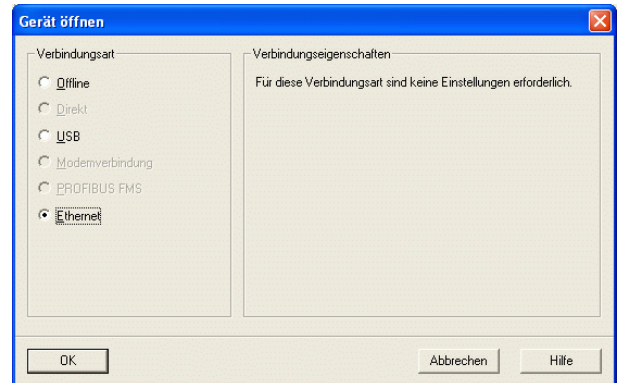 Gerät öffnen
Verbindungsart
Offline
Direkt
USB
Modemverbindung
PROFIBUS FMS
Ethernet
Verbindungseigenschaften
Für diese Verbindungsart sind keine Einstellungen erforderlich.
OK
Abbrechen
Hilfe